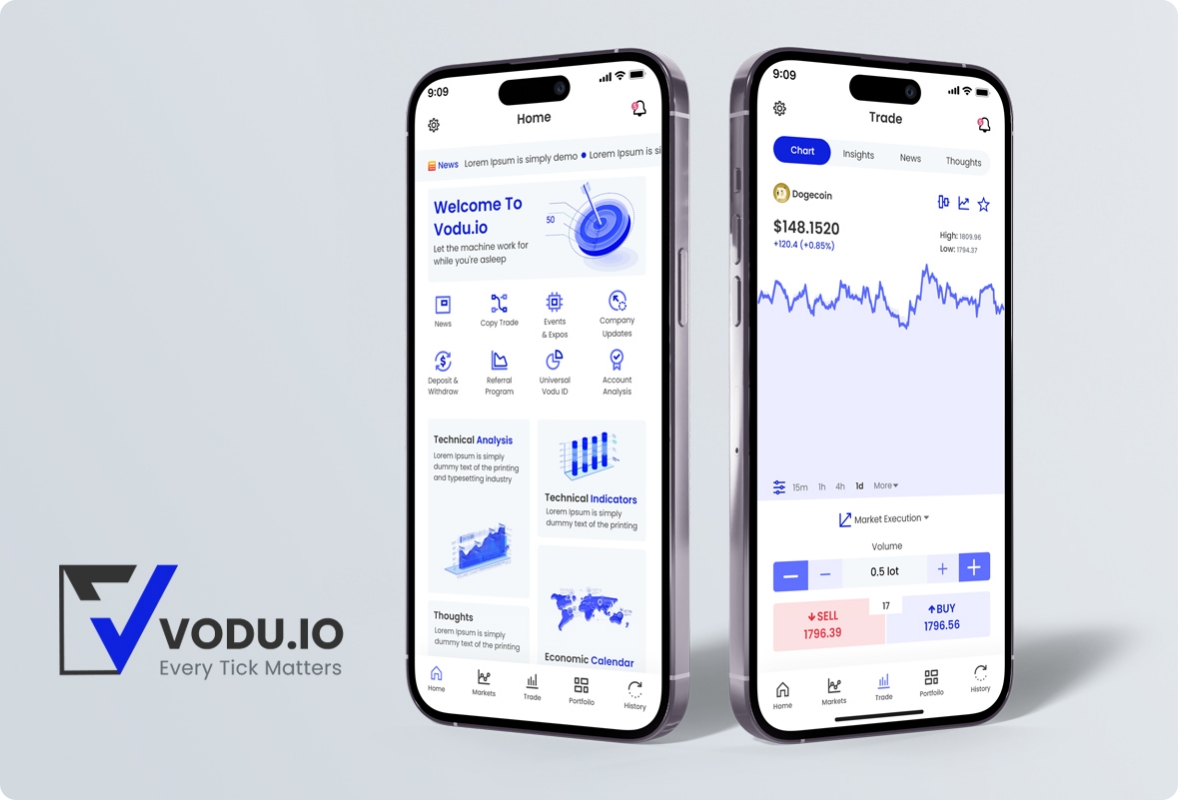 VODU.IO
Every Tick Matters
9:09
Home
News Lorem Ipsum is simply demo • Lorem Ipsum is si
Welcome To
Vodu.io
Let the machine work for
while you're asleep
50
News
Copy Trade
Events
& Expos
Company
Updates
Deposit &
Withdraw
Referral
Program
Universal
Vodu ID
Account
Analysis
Technical Analysis
Lorem Ipsum is simply
dummy text of the printing
and typesetting industry
Technical Indicators
Lorem Ipsum is simply
dummy text of the printing
Thoughts
Lorem Ipsum is simply
dummy text of the printing
Economic Calendar
Home
Markets
Trade
Portfolio
History
9:09
Trade
Chart
Insights
News
Thoughts
Dogecoin
$148.1520
+120.4 (+0.85%)
High: 1809.96
Low: 1794.37
15m 1h 4h 1d More
Market Execution
Volume
0.5 lot
SELL
1796.39
17
BUY
1796.56
Home
Markets
Trade
Portfolio
History